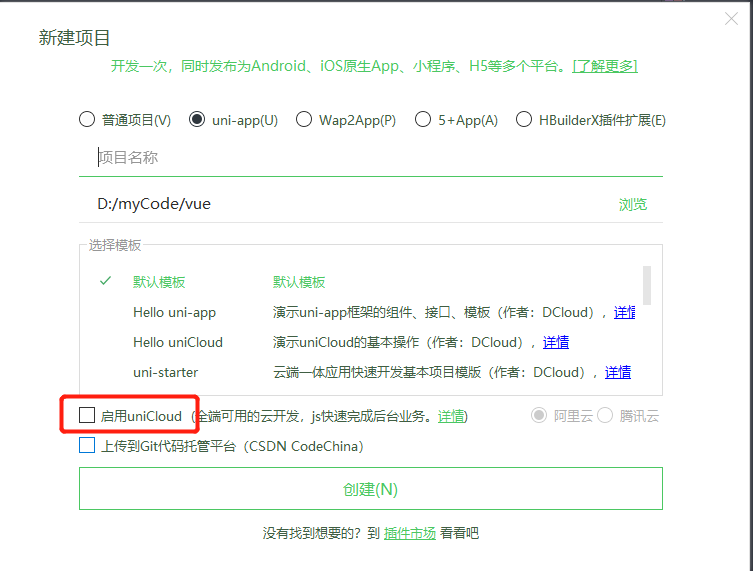 新建项目
开发一次，同时发布为Android、iOS原生App、小程序、H5等多个平台。[了解更多]
普通项目(V) uni-app(U) Wap2App(P) 5+App(A) HBuilderX插件扩展(E)
项目名称
D:/myCode/vue 浏览
选择模板
默认模板 默认模板
Hello uni-app 演示uni-app框架的组件、接口、模板（作者：DCloud），详情
Hello uniCloud 演示uniCloud的基本操作（作者：DCloud），详情
uni-starter 云端一体应用快速开发基本项目模版（作者：DCloud），详情
启用uniCloud (全端可用的云开发，js快速完成后台业务。详情) 阿里云 腾讯云
上传到Git代码托管平台（CSDN CodeChina）
创建(N)
没有找到想要的？到 插件市场 看看吧